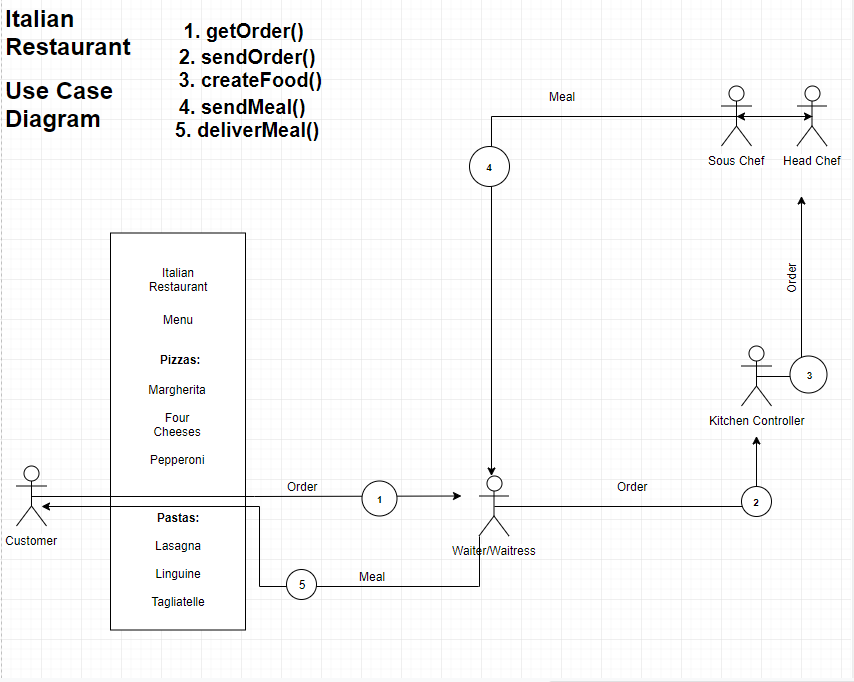 Italian
Restaurant
Use Case
Diagram
1. getOrder()
2. sendOrder()
3. createFood()
4. sendMeal()
5. deliverMeal()
Meal
Sous Chef
Head Chef
4
Order
Italian
Restaurant
Menu
Pizzas:
Margherita
Four
Cheeses
Pepperoni
3
Kitchen Controller
Order
1
Order
2
Customer
Waiter/Waitress
Pastas:
Lasagna
Linguine
Tagliatelle
5
Meal